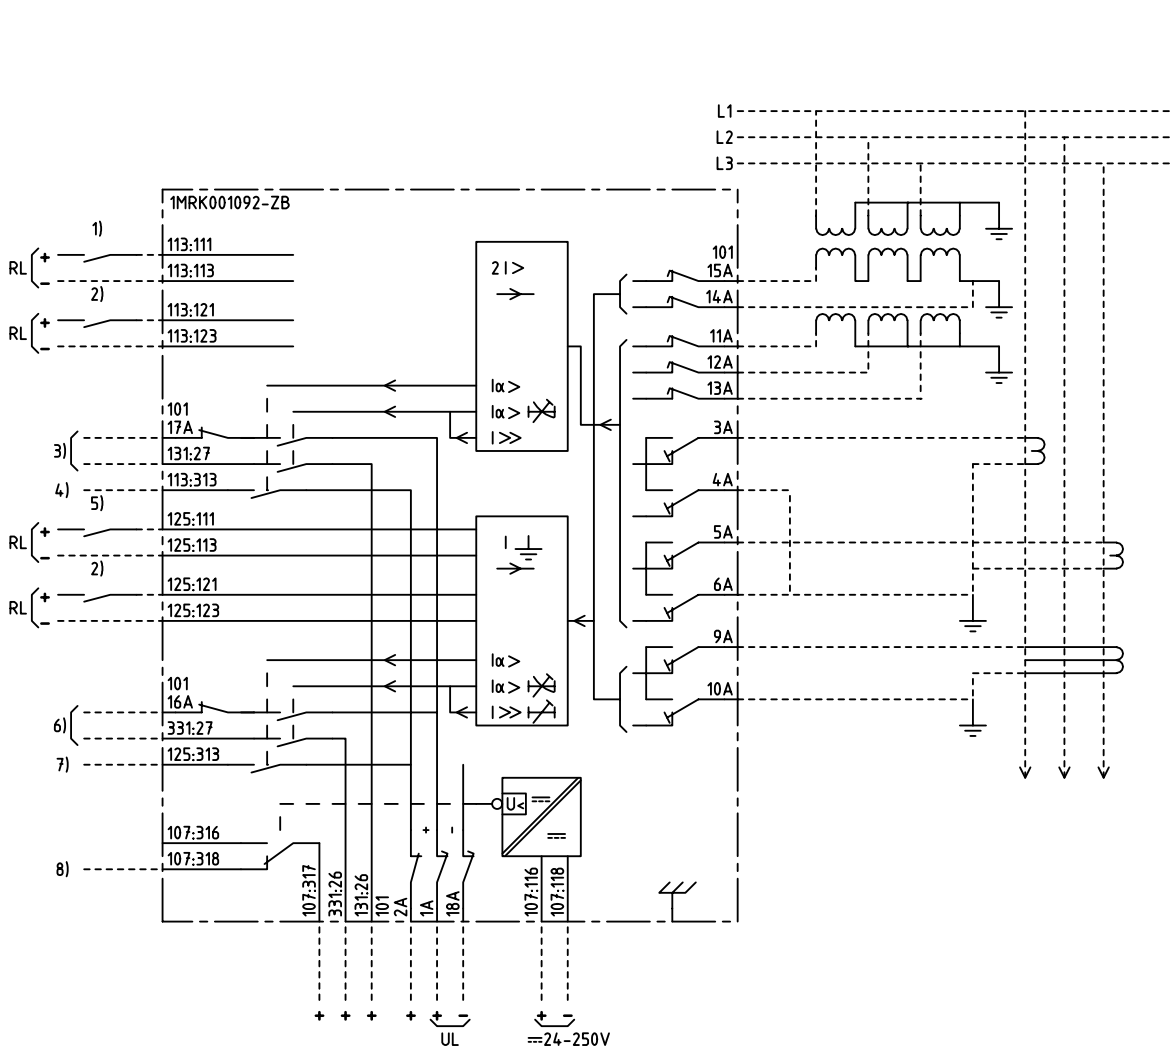 L1
L2
L3
1MRK001092-ZB
1)
113:111
RL
+
-
113:113
2)
113:121
RL
+
-
113:123
2 I >
101
15A
14A
11A
12A
13A
Iα >
Iα >
I >>
101
17A
3)
131:27
4)
113:313
3A
4A
5)
125:111
RL
+
-
125:113
2)
125:121
RL
+
-
125:123
I
5A
6A
9A
10A
Iα >
Iα >
I >>
101
16A
6)
331:27
7)
125:313
U<
+
-
107:316
8)
107:318
107:317
331:26
131:26
101
2A
1A
18A
107:116
107:118
+
+
+
+
+
-
+
-
UL
24-250V